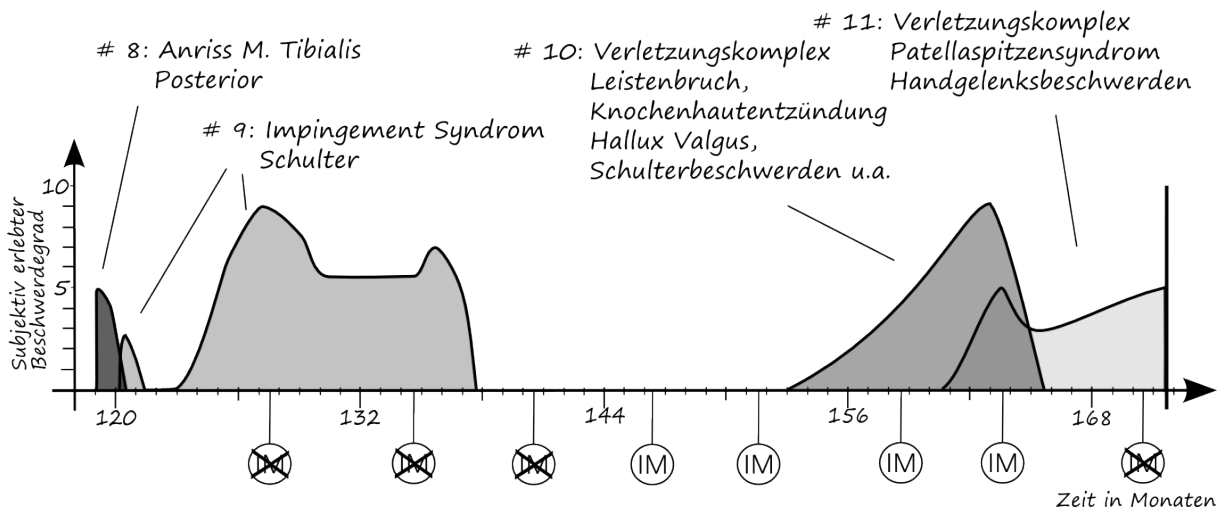 # 8: Anriss M. Tibialis
Posterior
# 9: Impingement Syndrom
Schulter
# 10: Verletzungskomplex
Leistenbruch,
Knochenhautentzündung
Hallux Valgus,
Schulterbeschwerden u.a.
# 11: Verletzungskomplex
Patellaspitzensyndrom
Handgelenksbeschwerden
Subjektiv erlebter
Beschwerdegrad
10
5
120
132
144
156
168
IM
IM
IM
IM
IM
IM
IM
IM
Zeit in Monaten